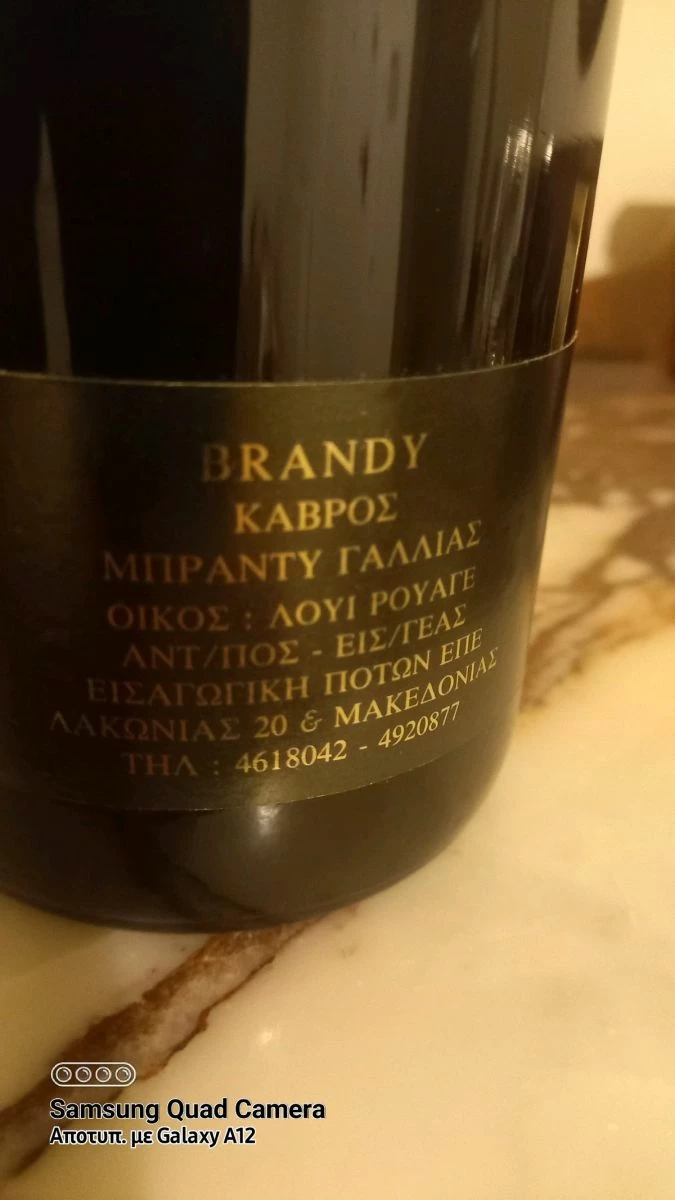 BRANDY
ΚΑΒΡΟΣ
ΜΠΡΑΝΤΥ ΓΑΛΛΙΑΣ
ΟΙΚΟΣ : ΛΟΥΙ ΡΟΥΑΓΕ
ΑΝΤ/ΠΟΣ - ΕΙΣ/ΓΕΑΣ
ΕΙΣΑΓΩΓΙΚΗ ΠΟΤΩΝ ΕΠΕ
ΛΑΚΩΝΙΑΣ 20 & ΜΑΚΕΔΟΝΙΑΣ
ΤΗΛ : 4618042 - 4920877
Samsung Quad Camera
Αποτυπ. με Galaxy A12